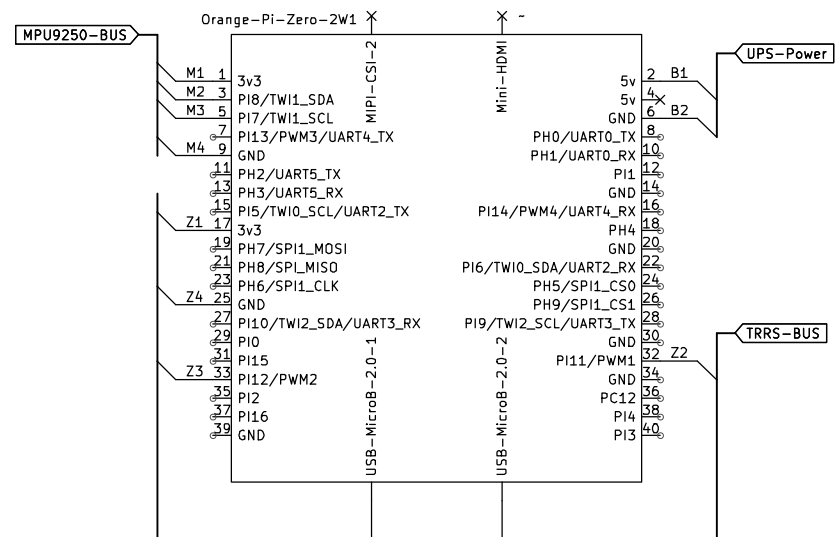 Orange-Pi-Zero-2W1 ~
MPU9250-BUS
UPS-Power
MIPI-CSI-2
Mini-HDMI
M1 1 3v3
5v 2 B1
M2 3 PI8/TWI1_SDA
5v 4
M3 5 PI7/TWI1_SCL
GND 6 B2
7 PI13/PWM3/UART4_TX
PH0/UART0_TX 8
M4 9 GND
PH1/UART0_RX 10
11 PH2/UART5_TX
PI1 12
13 PH3/UART5_RX
GND 14
15 PI5/TWI0_SCL/UART2_TX
PI14/PWM4/UART4_RX 16
Z1 17 3v3
PH4 18
19 PH7/SPI1_MOSI
GND 20
21 PH8/SPI_MISO
PI6/TWI0_SDA/UART2_RX 22
23 PH6/SPI1_CLK
PH5/SPI1_CS0 24
Z4 25 GND
PH9/SPI1_CS1 26
27 PI10/TWI2_SDA/UART3_RX
PI9/TWI2_SCL/UART3_TX 28
29 PI0
GND 30
TRRS-BUS
31 PI15
PI11/PWM1 32 Z2
Z3 33 PI12/PWM2
GND 34
35 PI2
PC12 36
37 PI16
PI4 38
39 GND
PI3 40
USB-MicroB-2.0-1
USB-MicroB-2.0-2